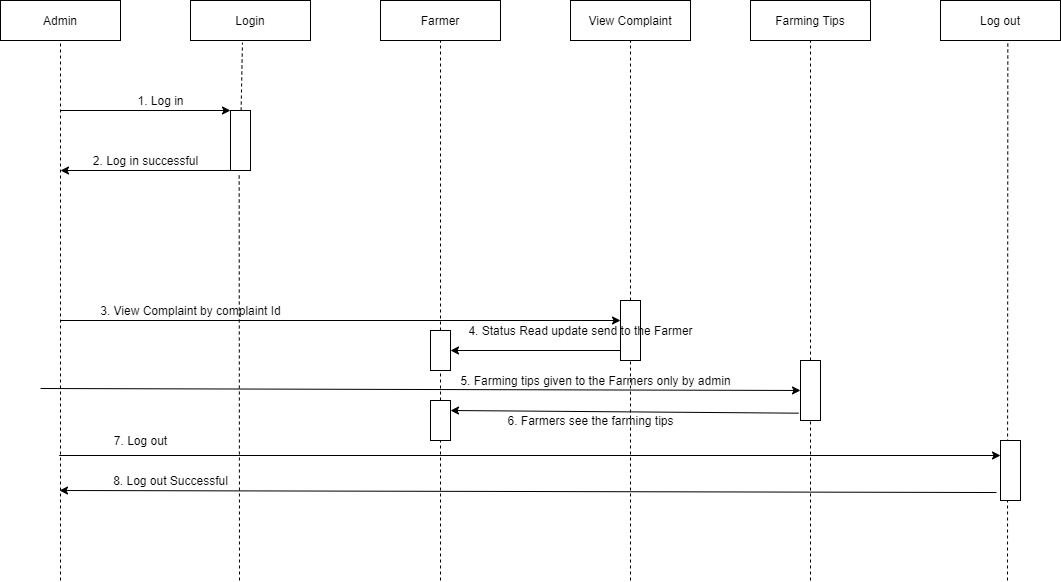 Admin
Login
Farmer
View Complaint
Farming Tips
Log out
1. Log in
2. Log in successful
3. View Complaint by complaint Id
4. Status Read update send to the Farmer
5. Farming tips given to the Farmers only by admin
6. Farmers see the farming tips
7. Log out
8. Log out Successful